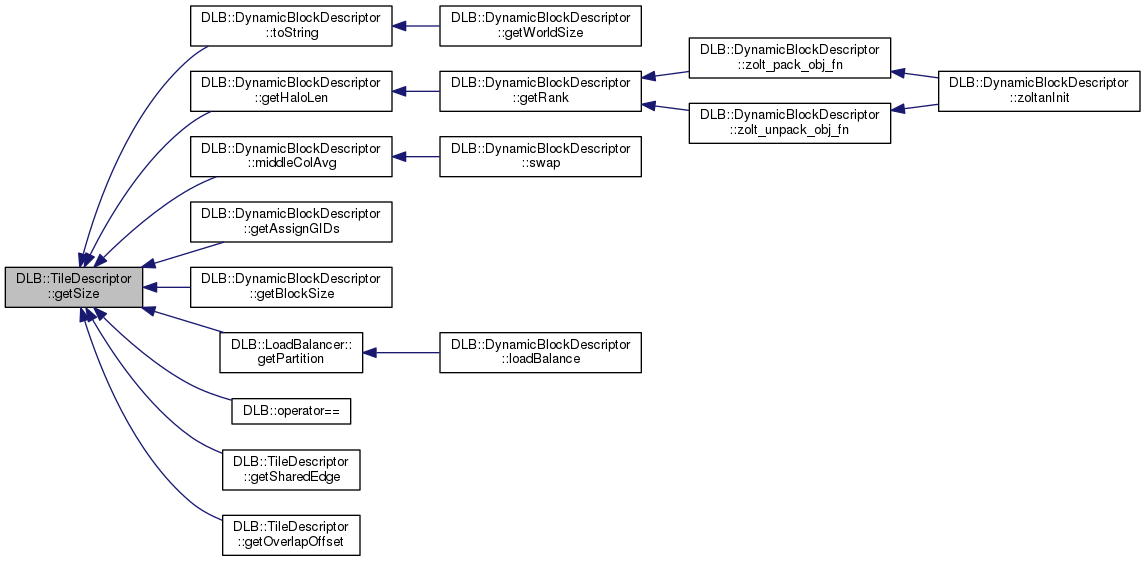 DLB::DynamicBlockDescriptor
::toString
DLB::DynamicBlockDescriptor
::getWorldSize
DLB::DynamicBlockDescriptor
::zolt_pack_obj_fn
DLB::DynamicBlockDescriptor
::getHaloLen
DLB::DynamicBlockDescriptor
::getRank
DLB::DynamicBlockDescriptor
::zoltanInit
DLB::DynamicBlockDescriptor
::zolt_unpack_obj_fn
DLB::DynamicBlockDescriptor
::middleColAvg
DLB::DynamicBlockDescriptor
::swap
DLB::DynamicBlockDescriptor
::getAssignGIDs
DLB::TileDescriptor
::getSize
DLB::DynamicBlockDescriptor
::getBlockSize
DLB::LoadBalancer::
getPartition
DLB::DynamicBlockDescriptor
::loadBalance
DLB::operator==
DLB::TileDescriptor
::getSharedEdge
DLB::TileDescriptor
::getOverlapOffset